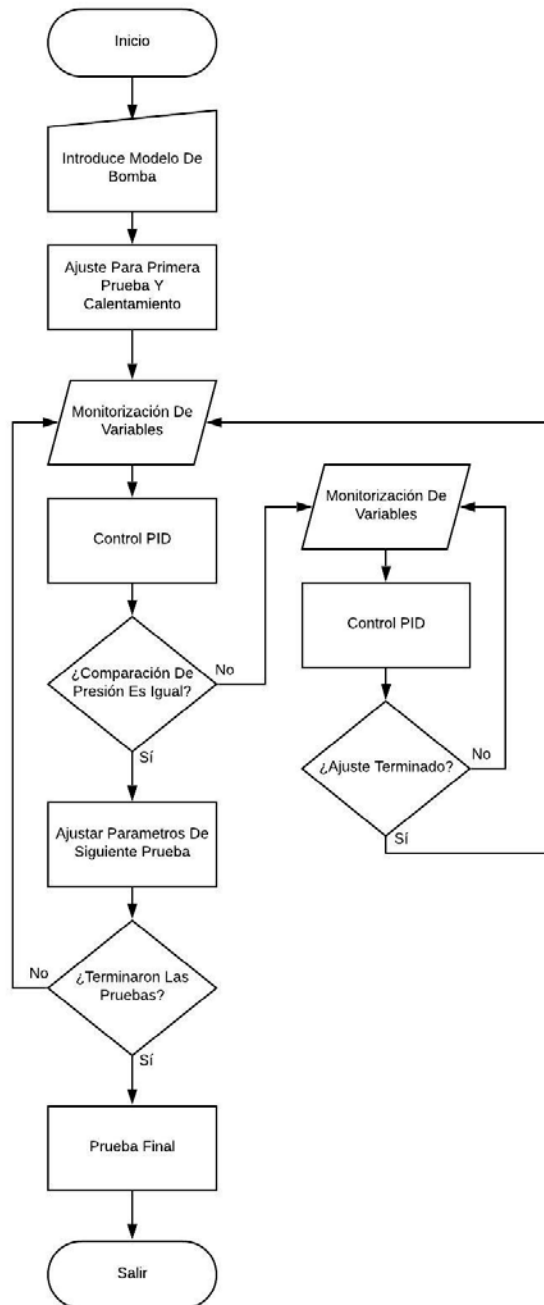 Inicio
Introduce Modelo De
Bomba
Ajuste Para Primera
Prueba Y
Calentamiento
Monitorización De
Variables
Control PID
¿Comparación De
Presión Es Igual?
No
Sí
Monitorización De
Variables
Control PID
¿Ajuste Terminado?
No
Sí
Ajustar Parametros De
Siguiente Prueba
¿Terminaron Las
Pruebas?
No
Sí
Prueba Final
Salir